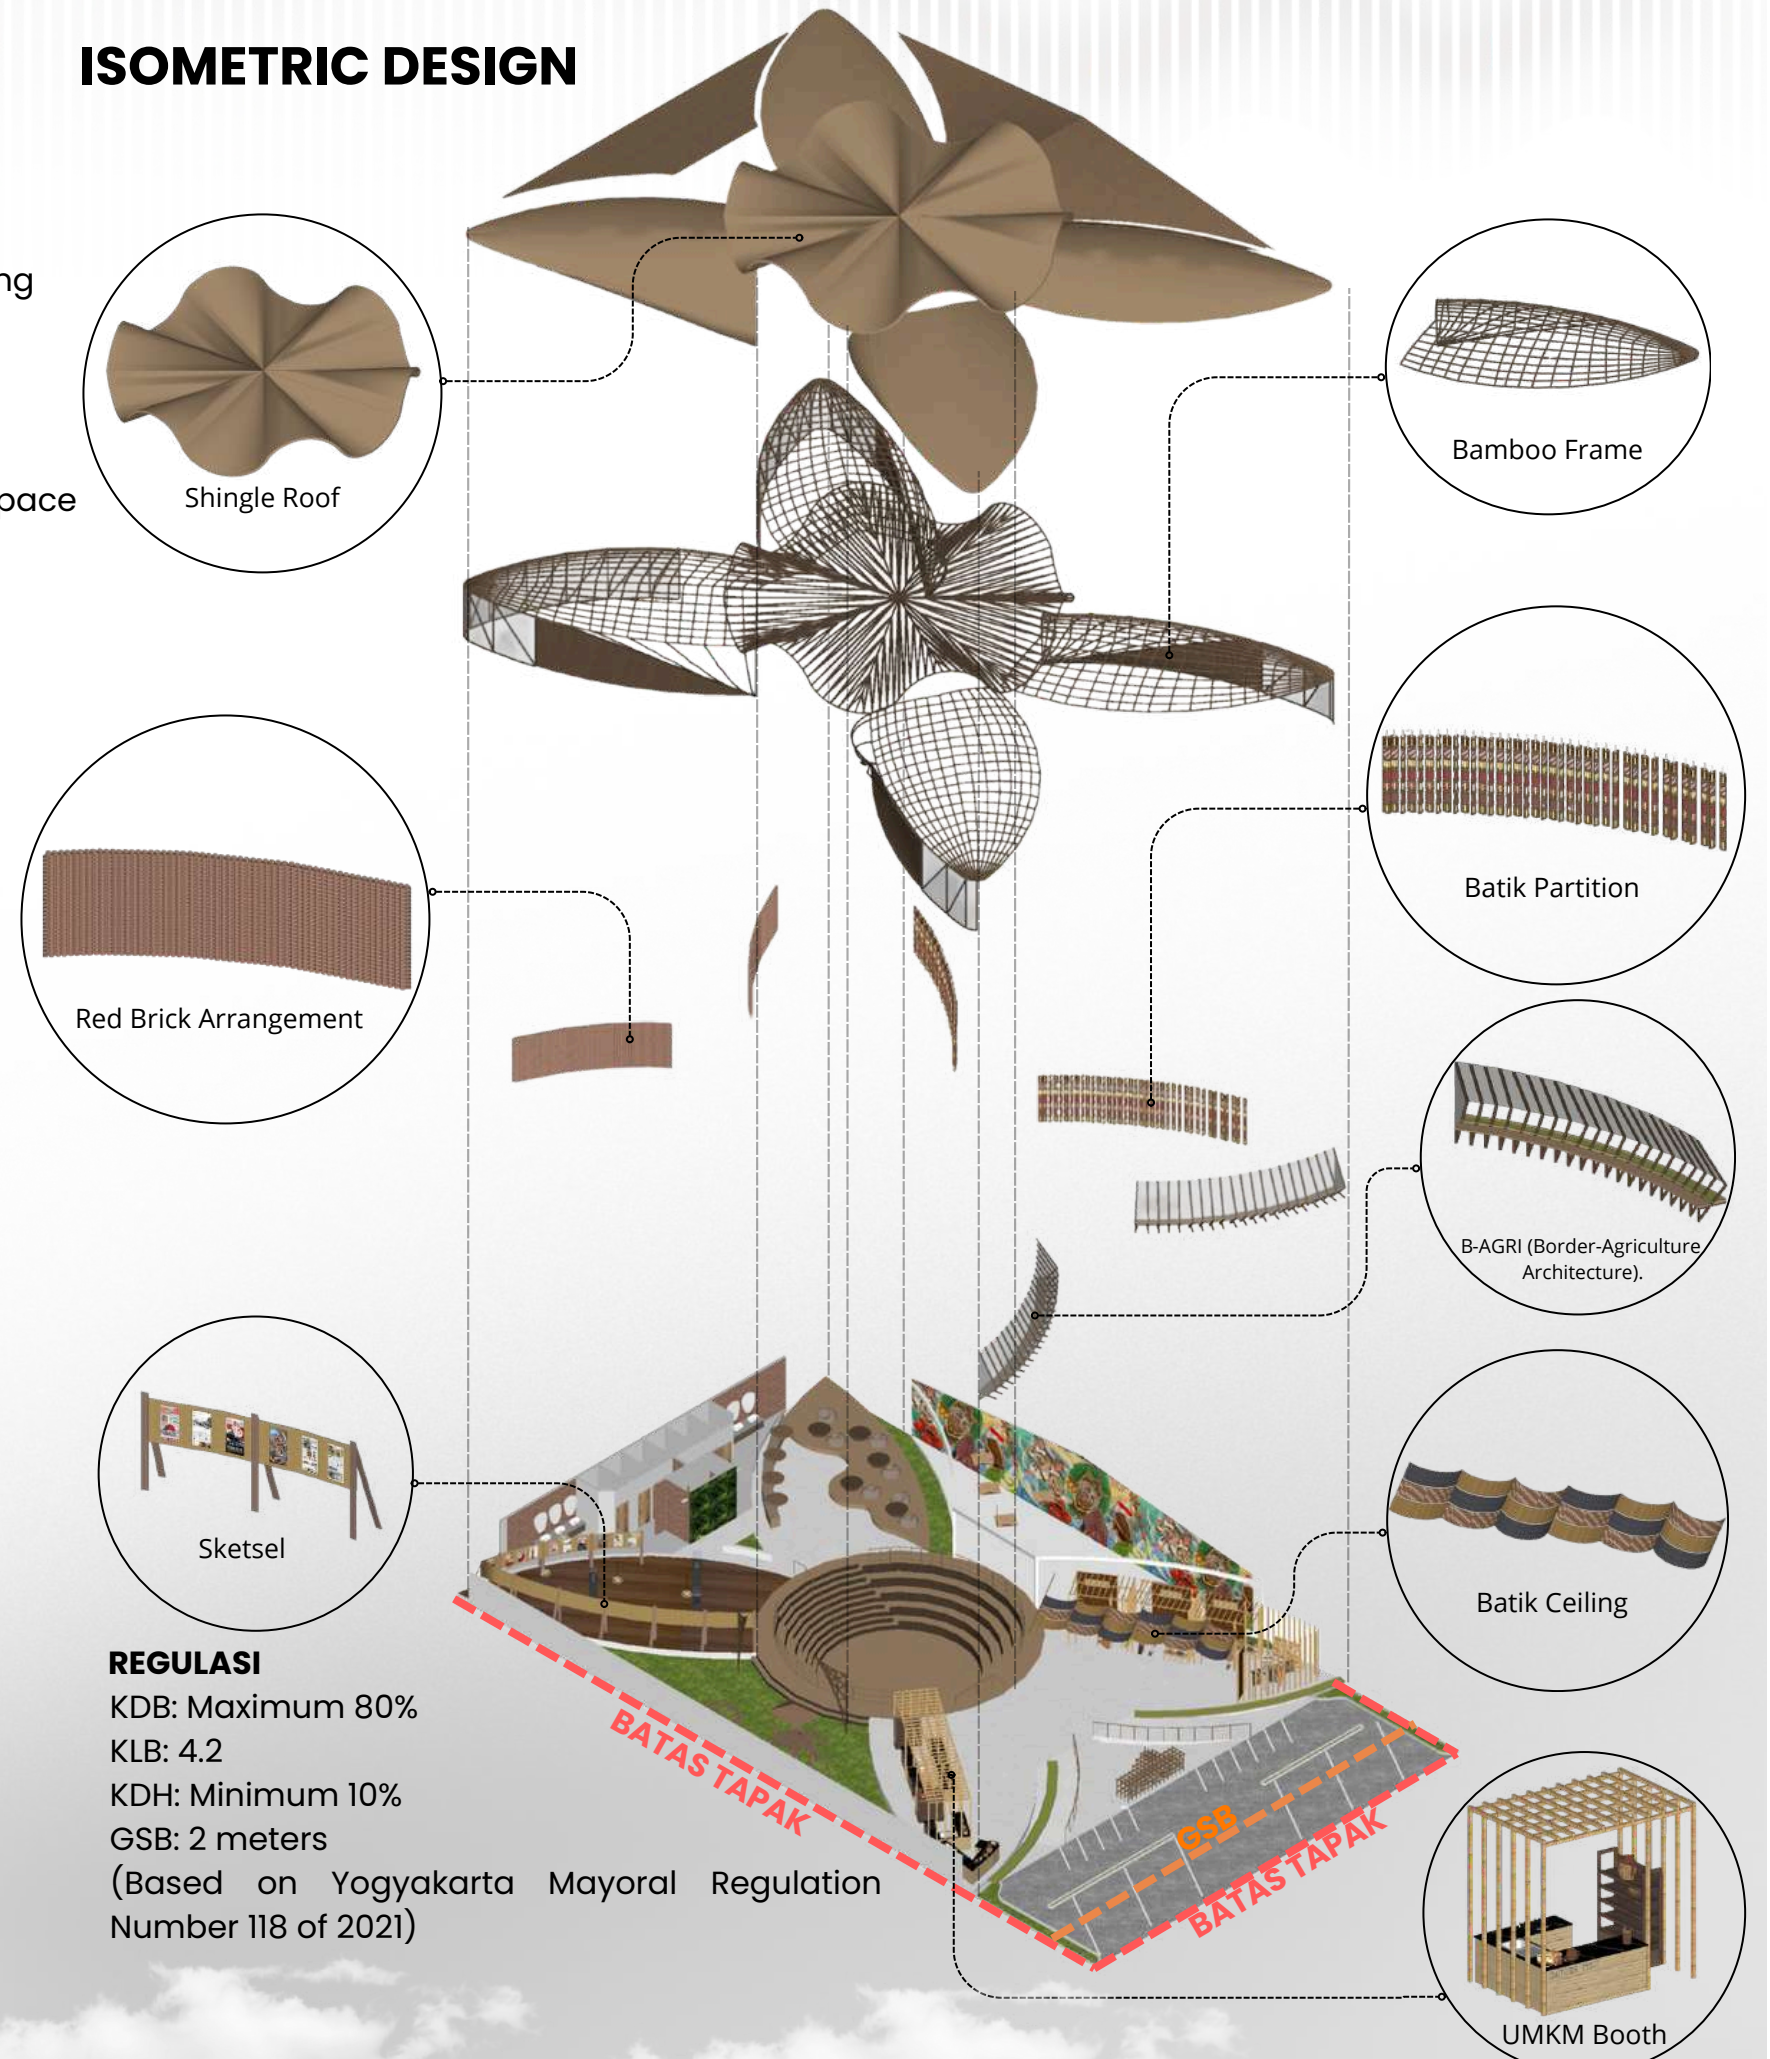 ISOMETRIC DESIGN
ng
pace
Shingle Roof
Bamboo Frame
Batik Partition
Red Brick Arrangement
B-AGRI (Border-Agriculture
Architecture).
Sketsel
Batik Ceiling
REGULASI
KDB: Maximum 80%
KLB: 4.2
KDH: Minimum 10%
GSB: 2 meters
(Based on Yogyakarta Mayoral Regulation
Number 118 of 2021)
BATAS TAPAK
GSB
BATAS TAPAK
UMKM Booth